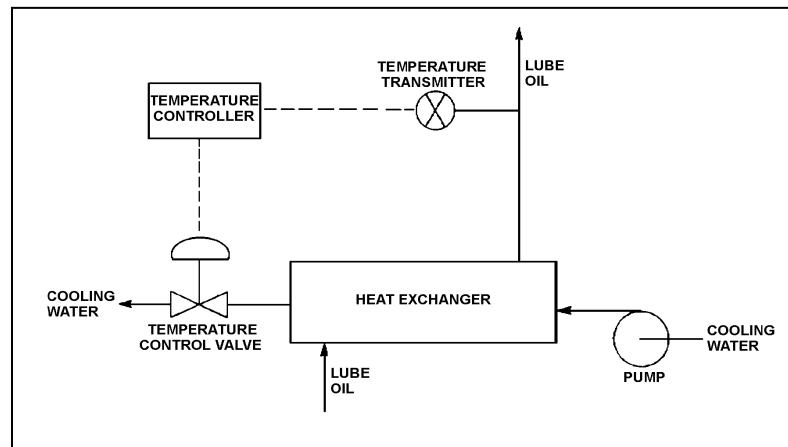 TEMPERATURE
TRANSMITTER
LUBE
OIL
TEMPERATURE
CONTROLLER
HEAT EXCHANGER
COOLING
WATER
TEMPERATURE
CONTROL VALVE
COOLING
WATER
PUMP
LUBE
OIL